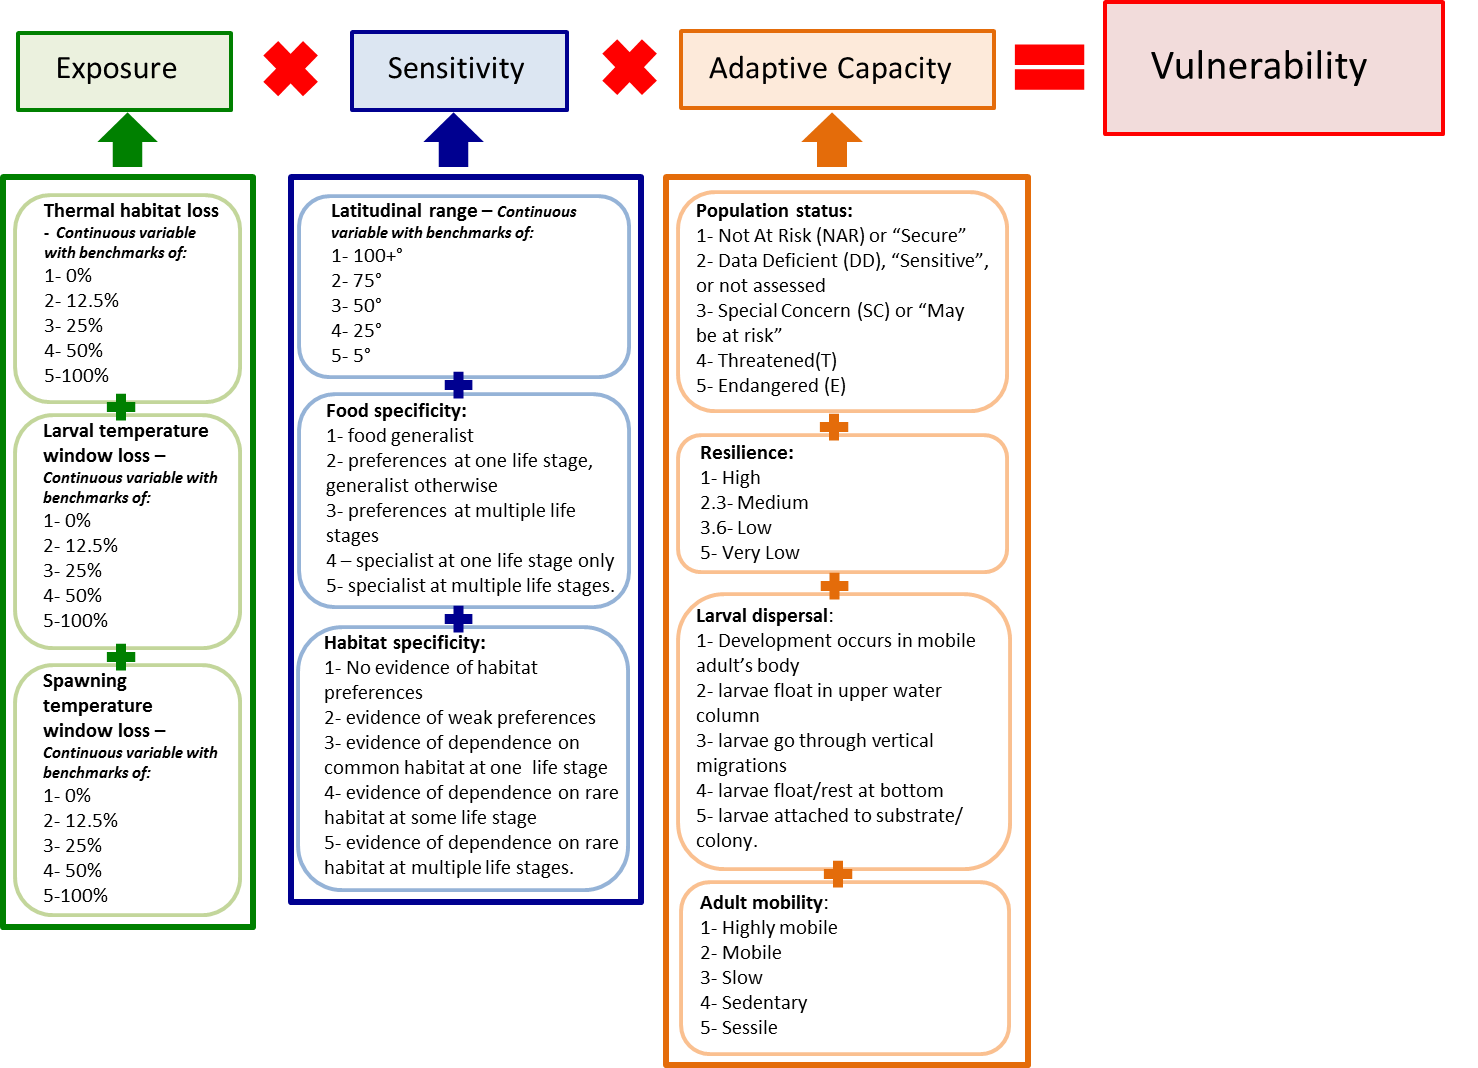 Exposure
Sensitivity
Adaptive Capacity
Vulnerability
Thermal habitat loss
- Continuous variable
with benchmarks of:
1- 0%
2- 12.5%
3- 25%
4- 50%
5-100%
Larval temperature
window loss –
Continuous variable with
benchmarks of:
1- 0%
2- 12.5%
3- 25%
4- 50%
5-100%
Spawning
temperature
window loss –
Continuous variable with
benchmarks of:
1- 0%
2- 12.5%
3- 25%
4- 50%
5-100%
Latitudinal range – Continuous
variable with benchmarks of:
1- 100+°
2- 75°
3- 50°
4- 25°
5- 5°
Food specificity:
1- food generalist
2- preferences at one life stage,
generalist otherwise
3- preferences at multiple life
stages
4 – specialist at one life stage only
5- specialist at multiple life stages.
Habitat specificity:
1- No evidence of habitat
preferences
2- evidence of weak preferences
3- evidence of dependence on
common habitat at one life stage
4- evidence of dependence on rare
habitat at some life stage
5- evidence of dependence on rare
habitat at multiple life stages.
Population status:
1- Not At Risk (NAR) or “Secure”
2- Data Deficient (DD), “Sensitive”,
or not assessed
3- Special Concern (SC) or “May
be at risk”
4- Threatened(T)
5- Endangered (E)
Resilience:
1- High
2.3- Medium
3.6- Low
5- Very Low
Larval dispersal:
1- Development occurs in mobile
adult’s body
2- larvae float in upper water
column
3- larvae go through vertical
migrations
4- larvae float/rest at bottom
5- larvae attached to substrate/
colony.
Adult mobility:
1- Highly mobile
2- Mobile
3- Slow
4- Sedentary
5- Sessile